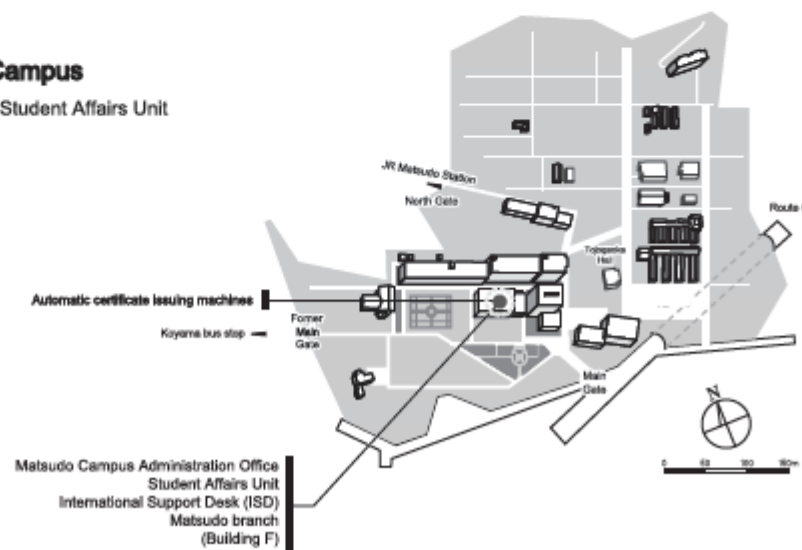 Campus
Student Affairs Unit
JR Matsudo Station
North Gate
Route
Tojogaoka
Hall
Automatic certificate issuing machines
Koyama bus stop
Former
Main
Gate
Main
Gate
N
0 50 100 150m
Matsudo Campus Administration Office
Student Affairs Unit
International Support Desk (ISD)
Matsudo branch
(Building F)